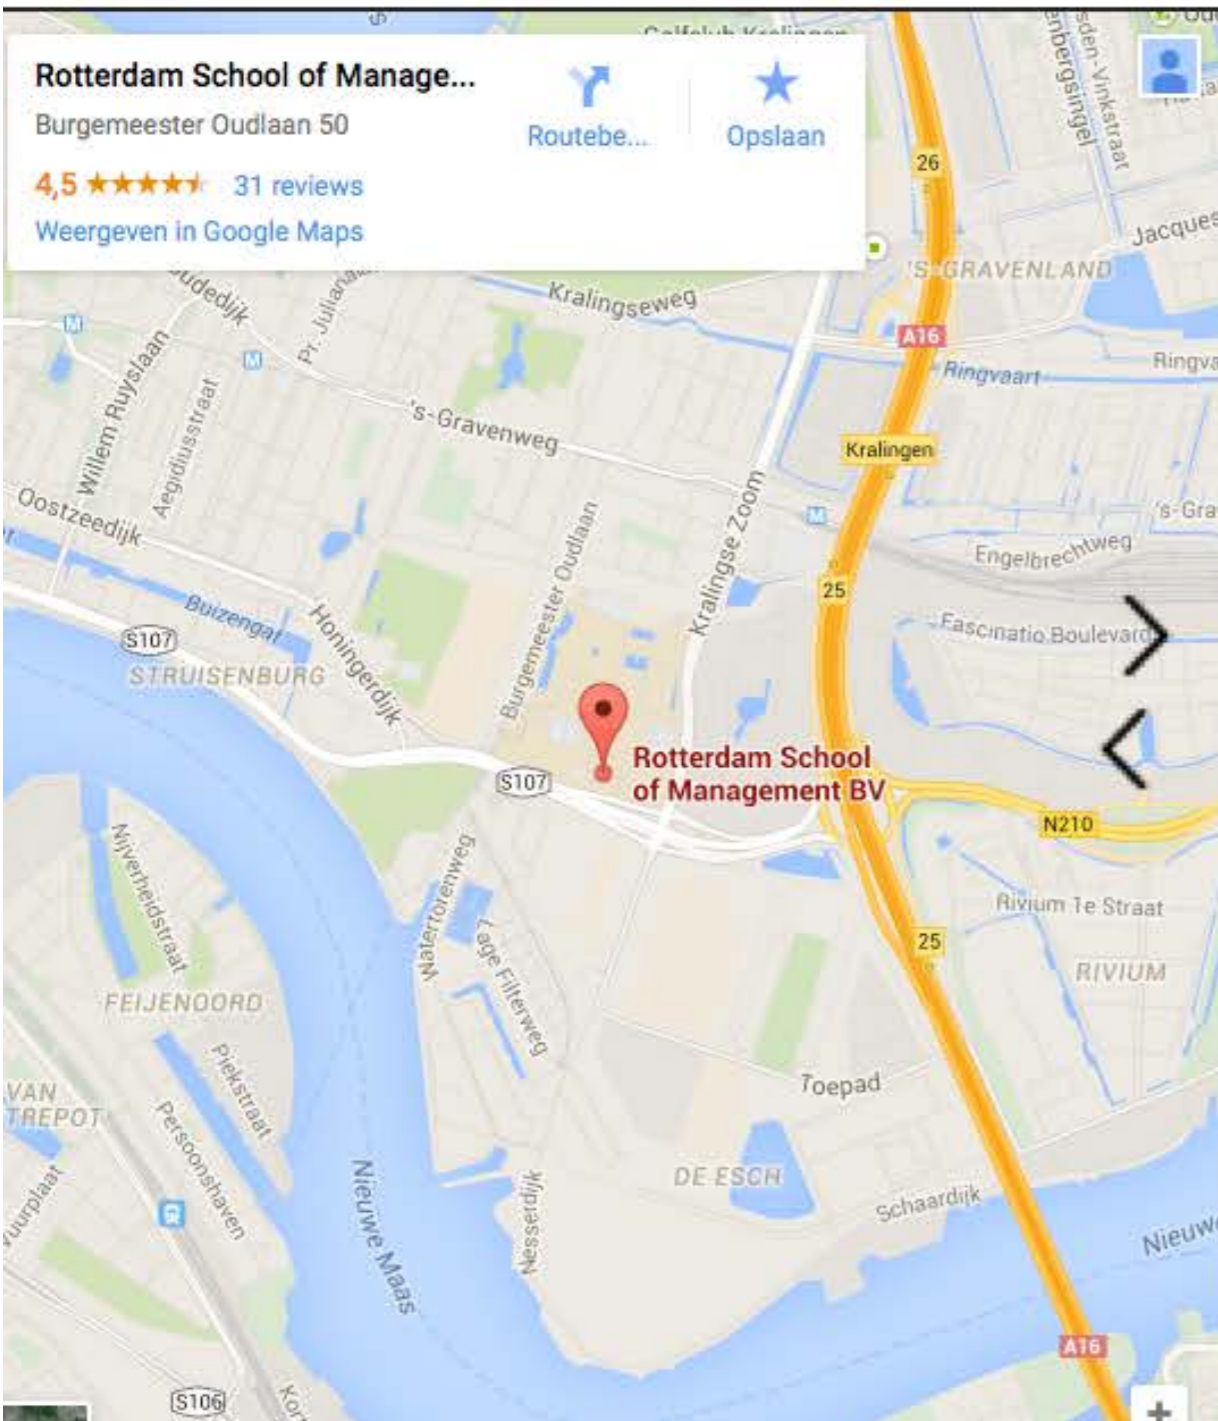 Rotterdam School of Manage...
Burgemeester Oudlaan 50
4,5
31 reviews
Weergeven in Google Maps
Routebe...
Opslaan
26
Jacques
'S-GRAVENLAND
Kralingseweg
A16
Ringvaart
Ringva
Willem Ruyslaan
Aegidiusstraat
's-Gravenweg
Kralingen
Oostzeedijk
Burgemeester Oudlaan
Kralingse Zoom
's-Gra
Engelbrechtweg
25
Fascinatio Boulevard
Buizengat
Honingerdijk
S107
STRUISENBURG
Rotterdam School
of Management BV
S107
N210
Nijverheidstraat
Watertorenweg
Lage Filterweg
Rivium 1e Straat
25
RIVIUM
FEIJENOORD
Piekstraat
Persoonshaven
Toepad
VAN
TREPOT
DE ESCH
Schaardijk
Nesserdijk
Nieuwe Maas
Nieuw
A16
S106
+